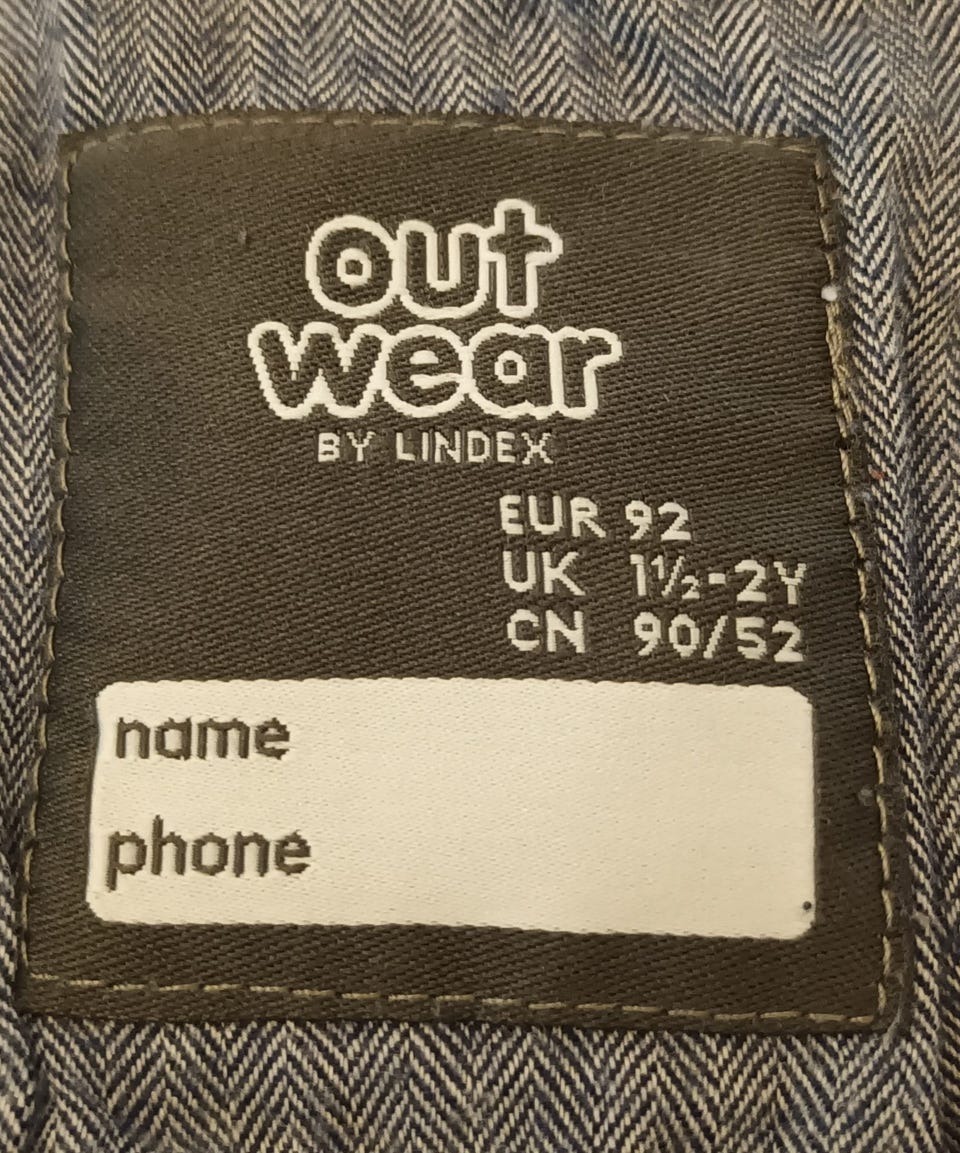 out
wear
BY LINDEX
EUR 92
UK 1½-2Y
CN 90/52
name
phone